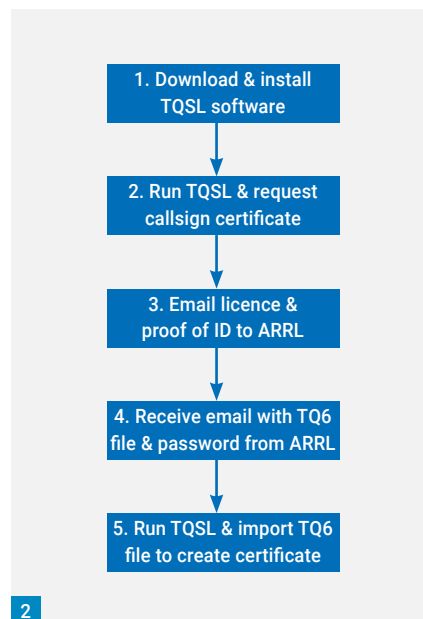 1. Download & install
TQSL software
2. Run TQSL & request
callsign certificate
3. Email licence &
proof of ID to ARRL
4. Receive email with TQ6
file & password from ARRL
5. Run TQSL & import TQ6
file to create certificate
2